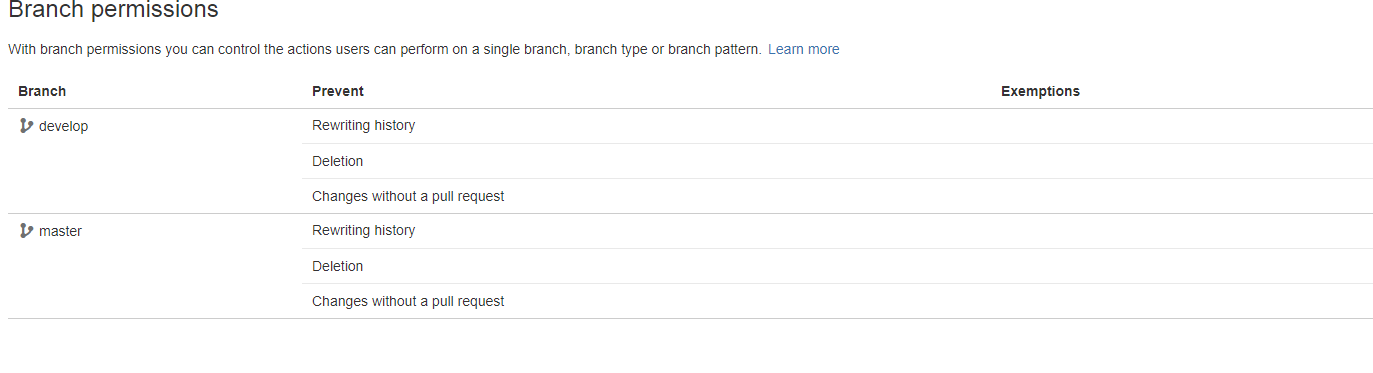 Branch permissions
With branch permissions you can control the actions users can perform on a single branch, branch type or branch pattern. Learn more
Branch Prevent Exemptions
develop Rewriting history
Deletion
Changes without a pull request
master Rewriting history
Deletion
Changes without a pull request